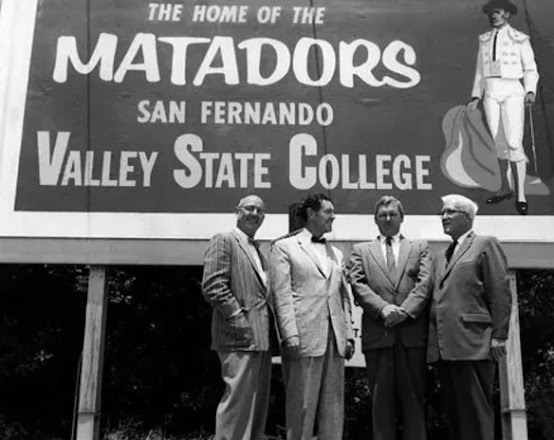 THE HOME OF THE
MATADORS
SAN FERNANDO
VALLEY STATE COLLEGE